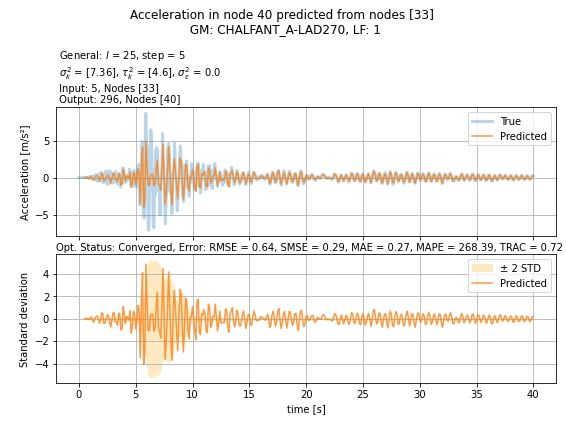 Acceleration in node 40 predicted from nodes [33]
GM: CHALFANT_A-LAD270, LF: 1
General: l = 25, step = 5
σ²ₖ = [7.36], τ²ₖ = [4.6], σ²ε = 0.0
Input: 5, Nodes [33]
Output: 296, Nodes [40]
True
Predicted
Acceleration [m/s²]
5
0
−5
Opt. Status: Converged, Error: RMSE = 0.64, SMSE = 0.29, MAE = 0.27, MAPE = 268.39, TRAC = 0.72
± 2 STD
Predicted
Standard deviation
4
2
0
−2
−4
0 5 10 15 20 25 30 35 40
time [s]